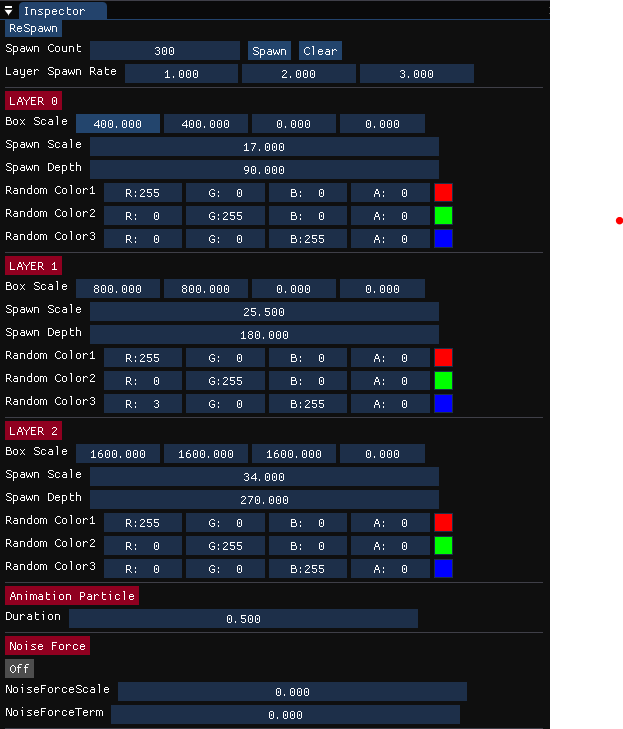 Inspector
ReSpawn
Spawn Count 300 Spawn Clear
Layer Spawn Rate 1.000 2.000 3.000
LAYER 0
Box Scale 400.000 400.000 0.000 0.000
Spawn Scale 17.000
Spawn Depth 90.000
Random Color1 R:255 G: 0 B: 0 A: 0
Random Color2 R: 0 G:255 B: 0 A: 0
Random Color3 R: 0 G: 0 B:255 A: 0
LAYER 1
Box Scale 800.000 800.000 0.000 0.000
Spawn Scale 25.500
Spawn Depth 180.000
Random Color1 R:255 G: 0 B: 0 A: 0
Random Color2 R: 0 G:255 B: 0 A: 0
Random Color3 R: 3 G: 0 B:255 A: 0
LAYER 2
Box Scale 1600.000 1600.000 1600.000 0.000
Spawn Scale 34.000
Spawn Depth 270.000
Random Color1 R:255 G: 0 B: 0 A: 0
Random Color2 R: 0 G:255 B: 0 A: 0
Random Color3 R: 0 G: 0 B:255 A: 0
Animation Particle
Duration 0.500
Noise Force
Off
NoiseForceScale 0.000
NoiseForceTerm 0.000